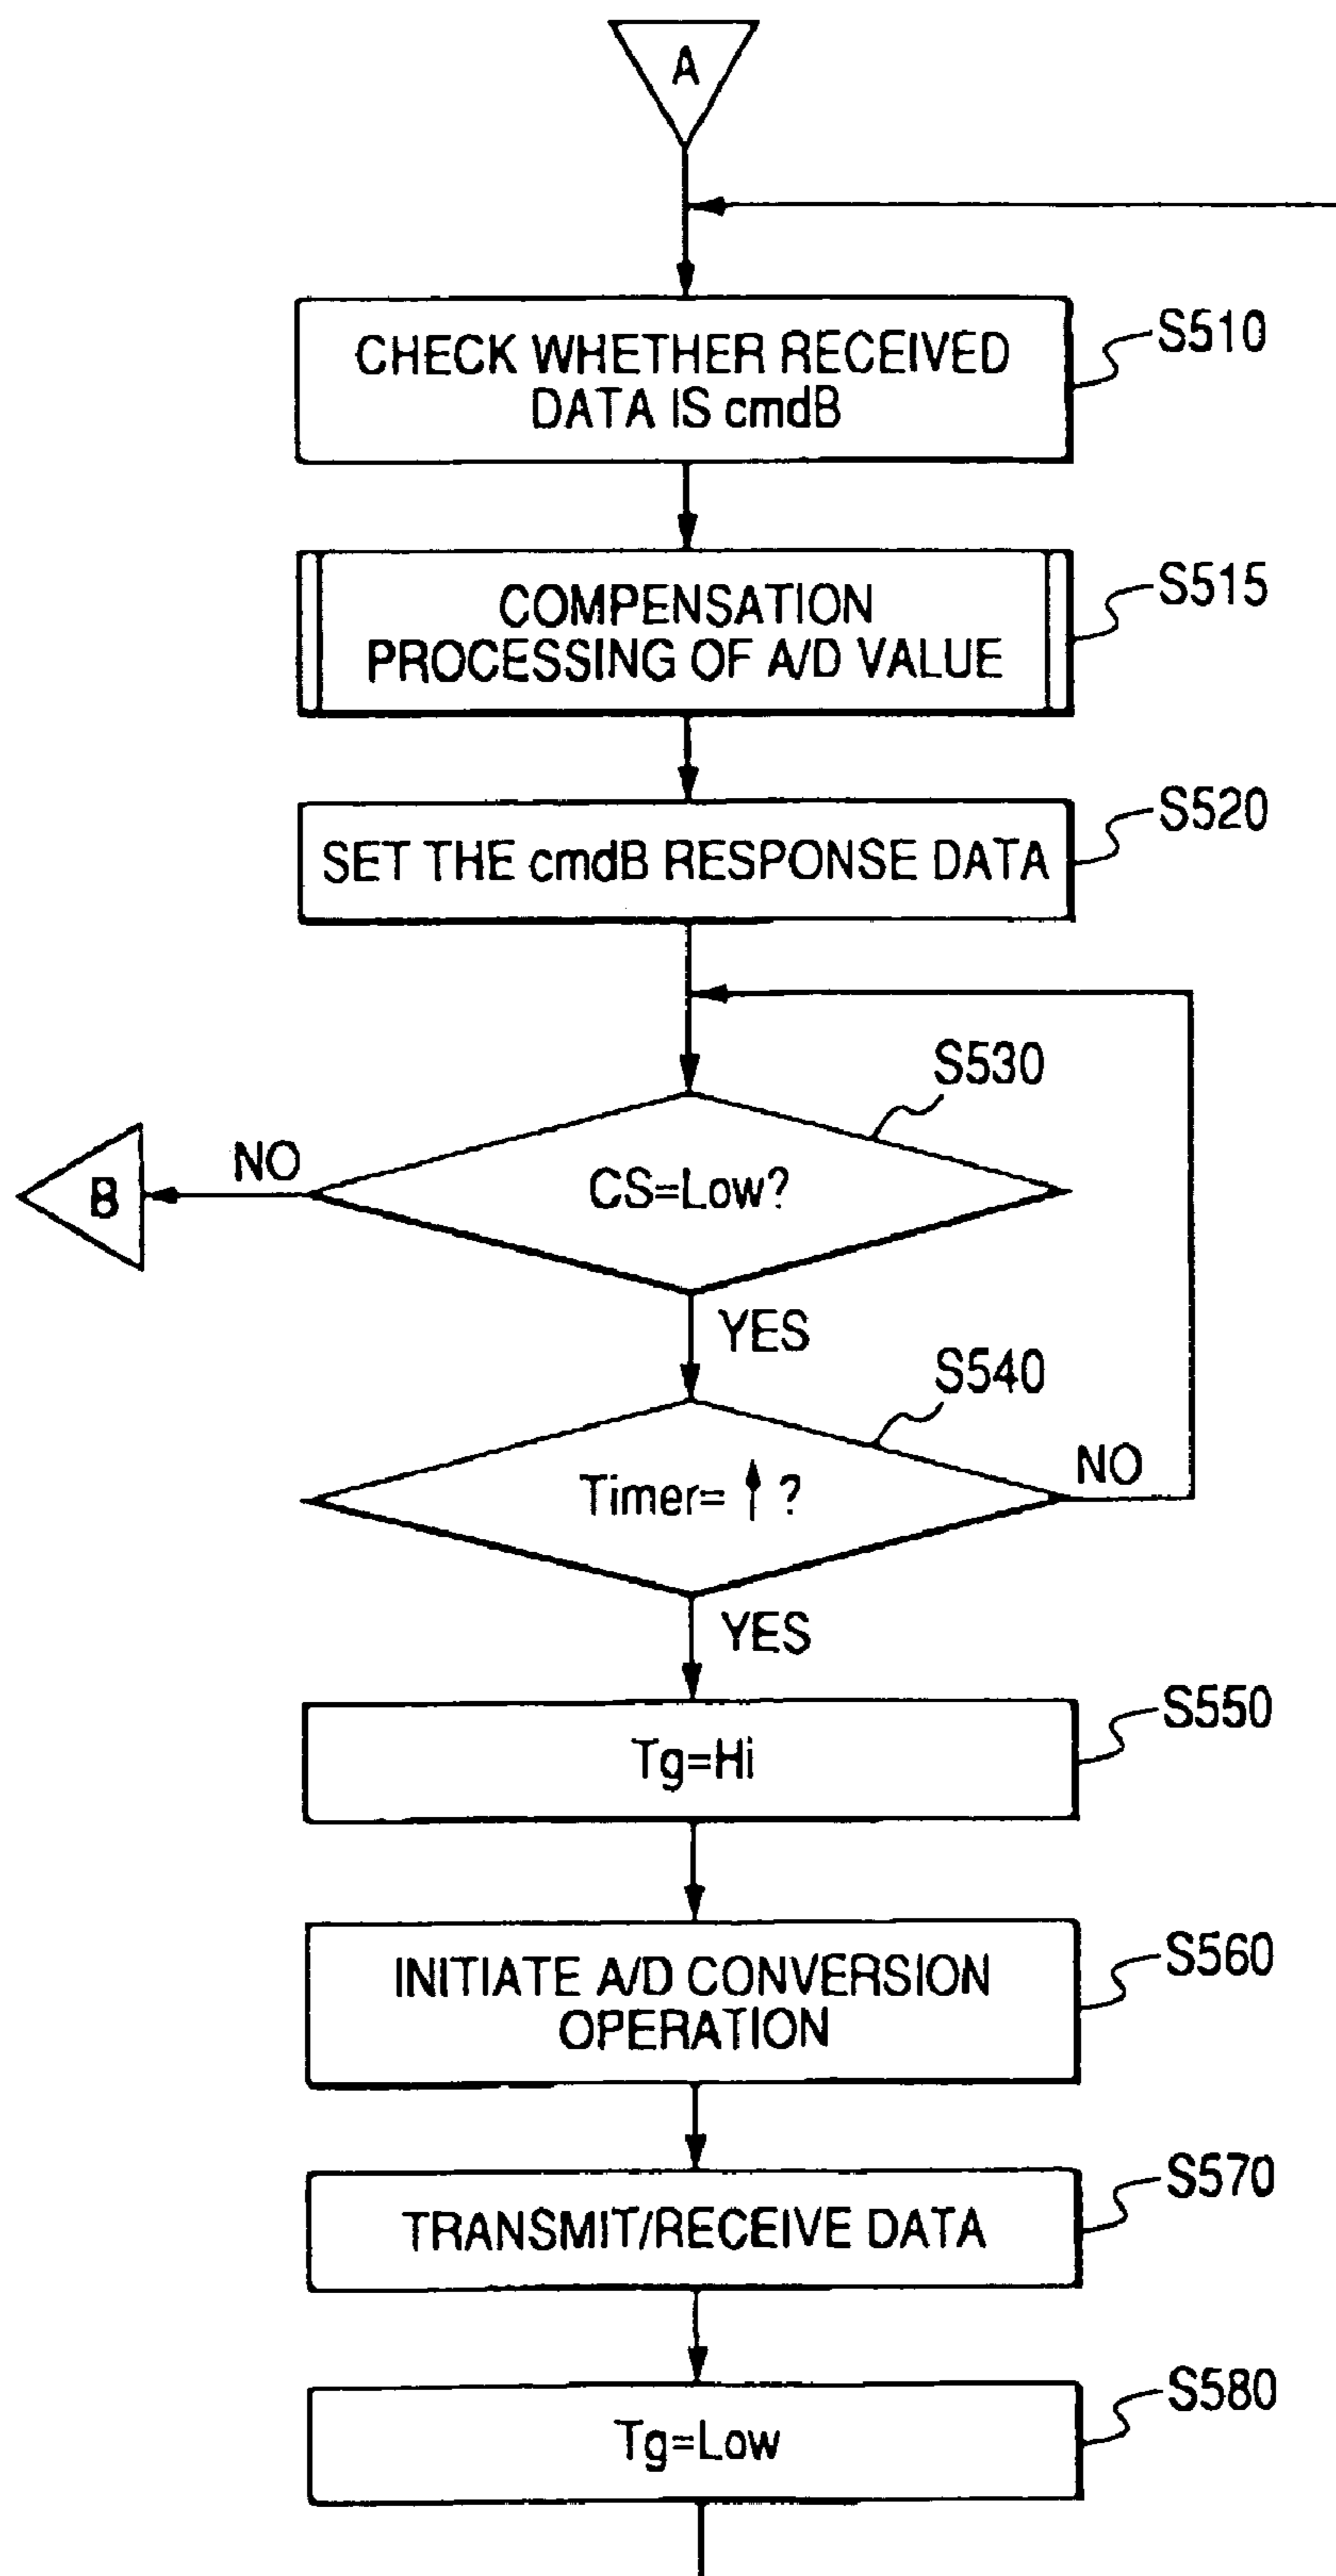 A
CHECK WHETHER RECEIVED
DATA IS cmdB
S510
COMPENSATION
PROCESSING OF A/D VALUE
S515
SET THE cmdB RESPONSE DATA
S520
CS=Low?
S530
NO
B
YES
Timer= ↑ ?
S540
NO
YES
Tg=Hi
S550
INITIATE A/D CONVERSION
OPERATION
S560
TRANSMIT/RECEIVE DATA
S570
Tg=Low
S580